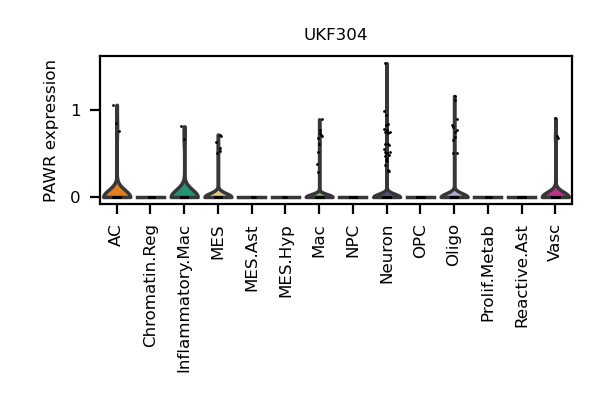 UKF304
PAWR expression
1
0
AC
Chromatin.Reg
Inflammatory.Mac
MES
MES.Ast
MES.Hyp
Mac
NPC
Neuron
OPC
Oligo
Prolif.Metab
Reactive.Ast
Vasc